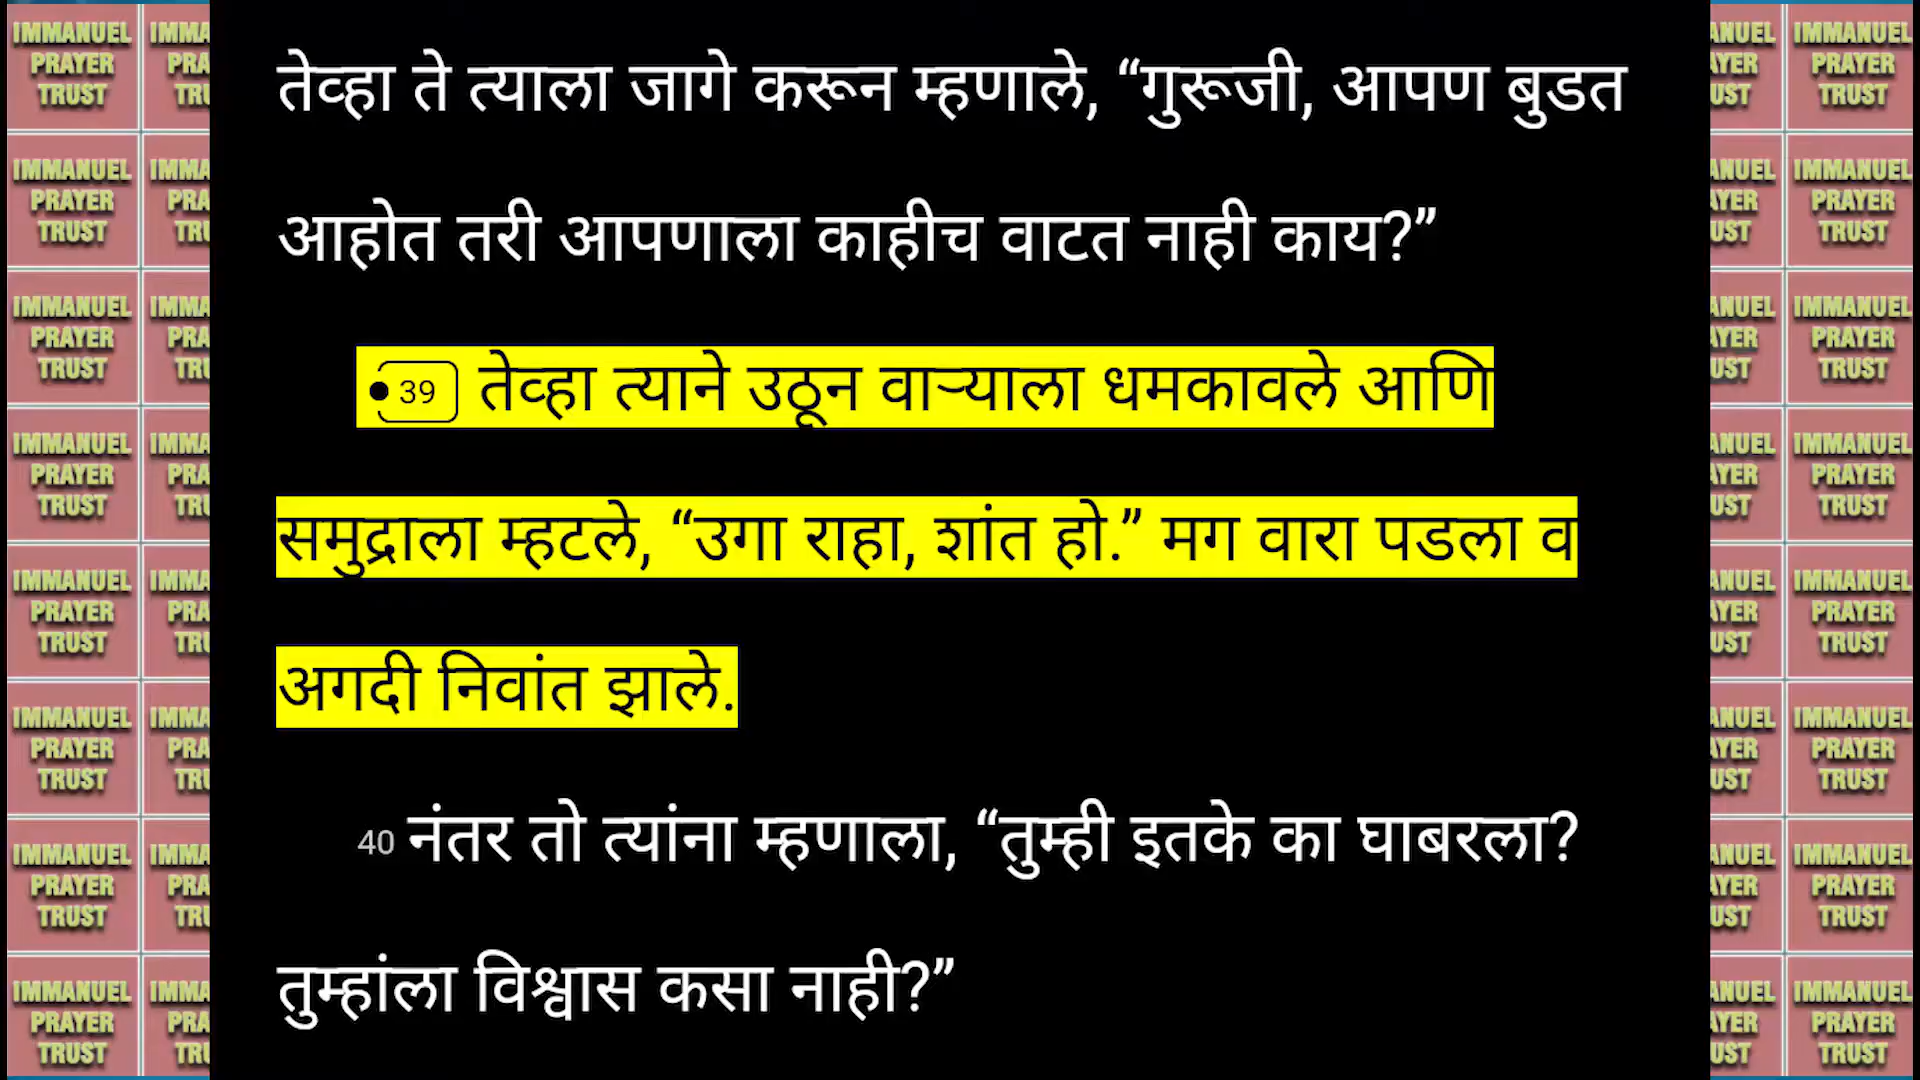 तेव्हा ते त्याला जागे करून म्हणाले, “गुरूजी, आपण बुडत
आहोत तरी आपणाला काहीच वाटत नाही काय?”
39 तेव्हा त्याने उठून वाऱ्याला धमकावले आणि
समुद्राला म्हटले, “उगा राहा, शांत हो.” मग वारा पडला व
अगदी निवांत झाले.
40 नंतर तो त्यांना म्हणाला, “तुम्ही इतके का घाबरला?
तुम्हांला विश्वास कसा नाही?”
IMMANUEL
PRAYER
TRUST